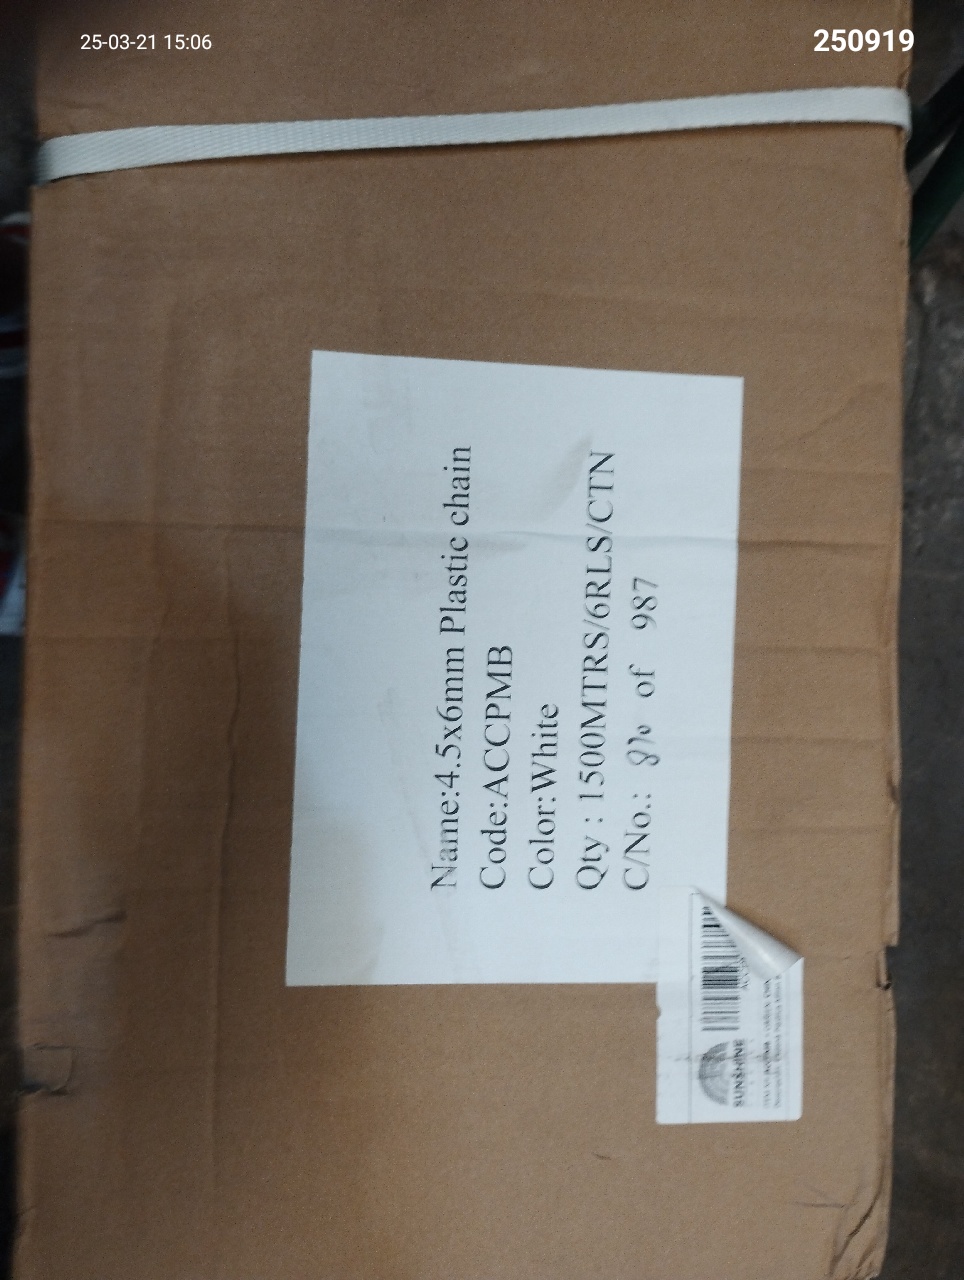 25-03-21 15:06
250919
Name:4.5x6mm Plastic chain
Code:ACCPMB
Color:White
Qty : 1500MTRS/6RLS/CTN
C/No.: of 987
SUNSHINE